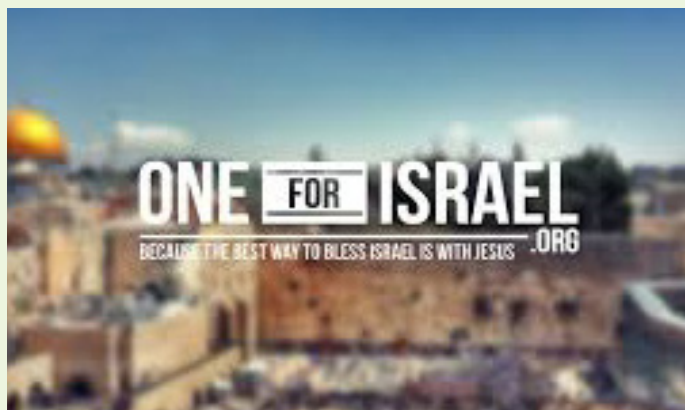 ONE FOR ISRAEL
.ORG
BECAUSE THE BEST WAY TO BLESS ISRAEL IS WITH JESUS